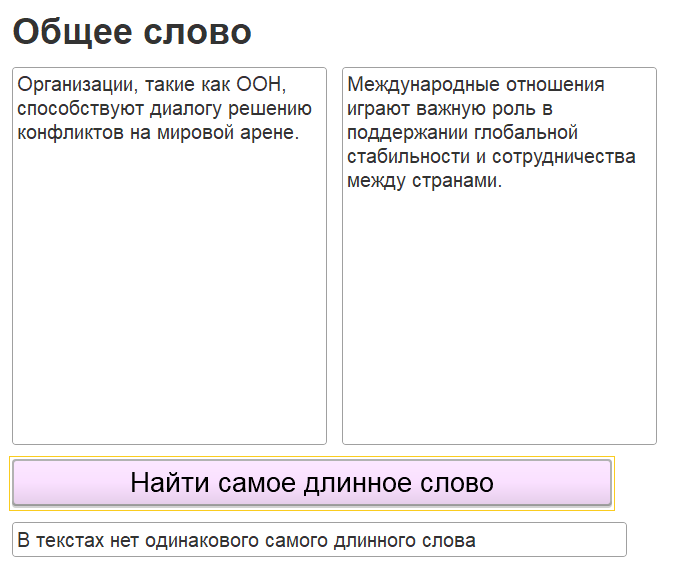 Общее слово
Организации, такие как ООН,
способствуют диалогу решению
конфликтов на мировой арене.
Международные отношения
играют важную роль в
поддержании глобальной
стабильности и сотрудничества
между странами.
Найти самое длинное слово
В текстах нет одинакового самого длинного слова